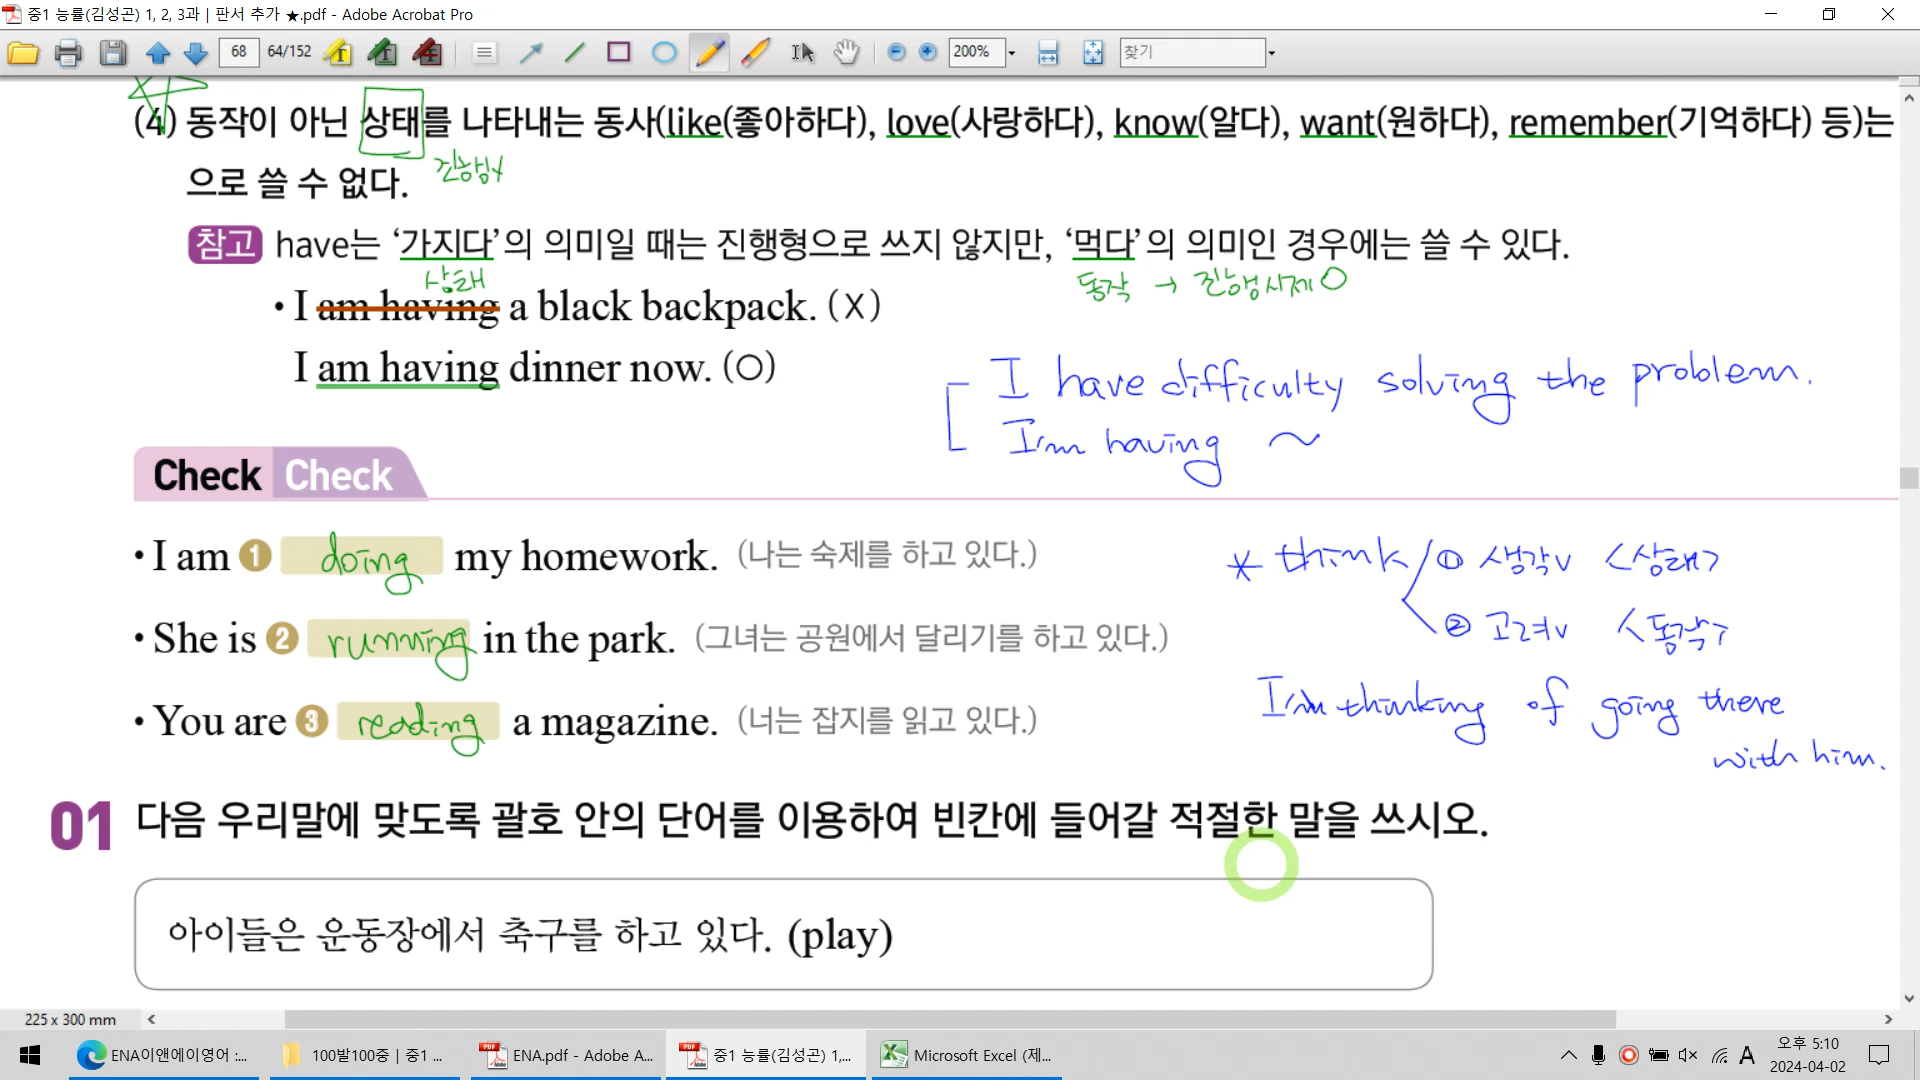 중1 능률(김성곤) 1, 2, 3과 | 판서 추가 ★.pdf - Adobe Acrobat Pro
68 64/152 200% 찾기
(4) 동작이 아닌 상태를 나타내는 동사(like(좋아하다), love(사랑하다), know(알다), want(원하다), remember(기억하다) 등)는
으로 쓸 수 없다. 진행X
참고 have는 ‘가지다’의 의미일 때는 진행형으로 쓰지 않지만, ‘먹다’의 의미인 경우에는 쓸 수 있다.
상태 동작 → 진행시제 O
• I am having a black backpack. (X)
I am having dinner now. (O)
I have difficulty solving the problem.
I'm having ~
Check Check
• I am 1 doing my homework. (나는 숙제를 하고 있다.)
* think ① 생각v <상태>
• She is 2 running in the park. (그녀는 공원에서 달리기를 하고 있다.)
② 고려v <동작>
• You are 3 reading a magazine. (너는 잡지를 읽고 있다.)
I'm thinking of going there
with him.
01 다음 우리말에 맞도록 괄호 안의 단어를 이용하여 빈칸에 들어갈 적절한 말을 쓰시오.
아이들은 운동장에서 축구를 하고 있다. (play)
225 x 300 mm
ENA이앤에이영어 :... 100발100중 | 중1 ... ENA.pdf - Adobe A... 중1 능률(김성곤) 1,... Microsoft Excel (제... A 오후 5:10
2024-04-02